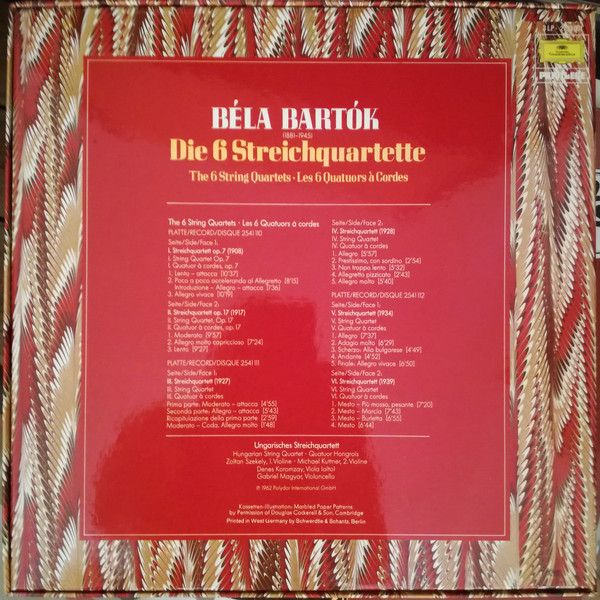 BÉLA BARTÓK
(1881-1945)
Die 6 Streichquartette
The 6 String Quartets · Les 6 Quatuors à Cordes
The 6 String Quartets · Les 6 Quatuors à cordes
PLATTE/RECORD/DISQUE 2541 110
Seite/Side/Face 1:
I. Streichquartett op. 7 (1908)
I. String Quartet Op. 7
I. Quatuor à cordes, op. 7
1. Lento – attacca [10'37]
2. Poco a poco accelerando al Allegretto [8'15]
Introduzione – Allegro – attacca [1'36]
3. Allegro vivace [10'19]
Seite/Side/Face 2:
II. Streichquartett op. 17 (1917)
II. String Quartet, Op. 17
II. Quatuor à cordes, op. 17
1. Moderato [9'57]
2. Allegro molto capriccioso [7'24]
3. Lento [9'27]
PLATTE/RECORD/DISQUE 2541 111
Seite/Side/Face 1:
III. Streichquartett (1927)
III. String Quartet
III. Quatuor à cordes
Prima parte: Moderato – attacca [4'55]
Seconda parte: Allegro – attacca [5'43]
Ricapitulazione della prima parte [2'59]
Moderato – Coda. Allegro molto [1'48]
Seite/Side/Face 2:
IV. Streichquartett (1928)
IV. String Quartet
IV. Quatuor à cordes
1. Allegro [5'57]
2. Prestissimo, con sordino [2'54]
3. Non troppo lento [5'32]
4. Allegretto pizzicato [2'43]
5. Allegro molto [5'40]
PLATTE/RECORD/DISQUE 2541 112
Seite/Side/Face 1:
V. Streichquartett (1934)
V. String Quartet
V. Quatuor à cordes
1. Allegro [7'37]
2. Adagio molto [6'29]
3. Scherzo: Alla bulgarese [4'49]
4. Andante [4'52]
5. Finale: Allegro vivace [6'50]
Seite/Side/Face 2:
VI. Streichquartett (1939)
VI. String Quartet
VI. Quatuor à cordes
1. Mesto – Più mosso, pesante [7'20]
2. Mesto – Marcia [7'43]
3. Mesto – Burletta [6'55]
4. Mesto [6'44]
Ungarisches Streichquartett
Hungarian String Quartet · Quatuor Hongrois
Zoltan Szekely, 1. Violine · Michael Kuttner, 2. Violine
Denes Koromzay, Viola (alto)
Gabriel Magyar, Violoncello
℗ 1962 Polydor International GmbH
Kassetten-Illustration: Marbled Paper Patterns
by Permission of Douglas Cockerell & Son, Cambridge
Printed in West Germany by Schwerdtle & Schantz, Berlin